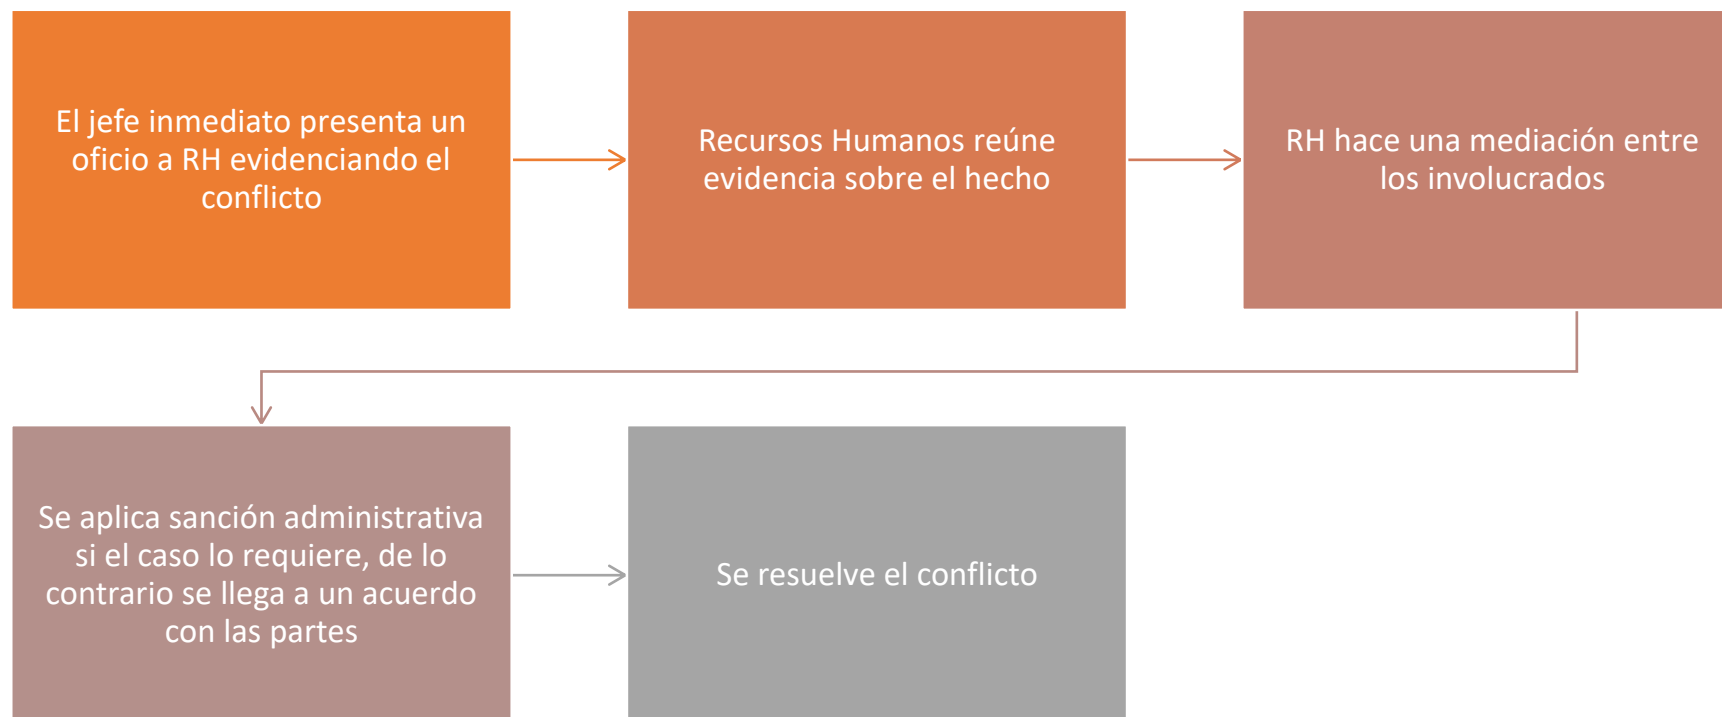 El jefe inmediato presenta un
oficio a RH evidenciando el
conflicto
Recursos Humanos reúne
evidencia sobre el hecho
RH hace una mediación entre
los involucrados
Se aplica sanción administrativa
si el caso lo requiere, de lo
contrario se llega a un acuerdo
con las partes
Se resuelve el conflicto